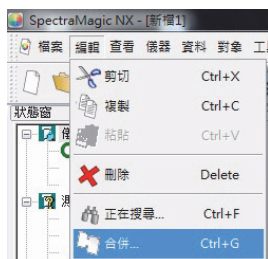 SpectraMagic NX - [新檔1]
檔案 編輯 查看 儀器 資料 對象
剪切 Ctrl+X
狀態窗
複製 Ctrl+C
粘貼 Ctrl+V
刪除 Delete
正在搜尋... Ctrl+F
合併... Ctrl+G